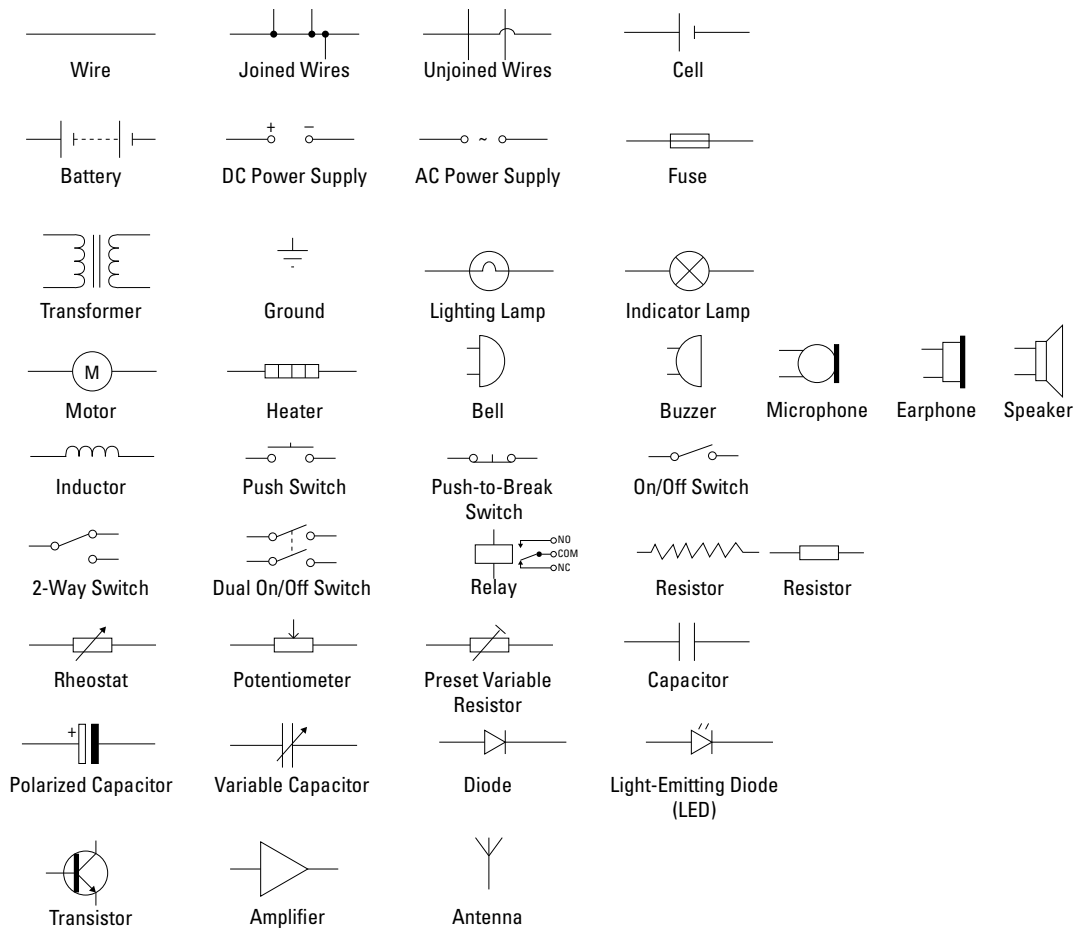 Wire
Joined Wires
Unjoined Wires
Cell
+ –
~
Battery
DC Power Supply
AC Power Supply
Fuse
Transformer
Ground
Lighting Lamp
Indicator Lamp
M
Motor
Heater
Bell
Buzzer
Microphone
Earphone
Speaker
Inductor
Push Switch
Push-to-Break
Switch
On/Off Switch
NO
COM
NC
2-Way Switch
Dual On/Off Switch
Relay
Resistor
Resistor
Rheostat
Potentiometer
Preset Variable
Resistor
Capacitor
+
Polarized Capacitor
Variable Capacitor
Diode
Light-Emitting Diode
(LED)
Transistor
Amplifier
Antenna